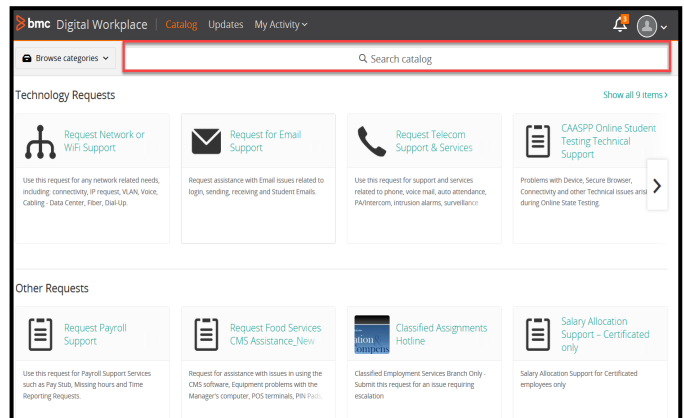 bmc Digital Workplace Catalog Updates My Activity
Browse categories
Search catalog
Technology Requests
Show all 9 items
Request Network or
WiFi Support
Use this request for any network related needs,
including: connectivity, IP request, VLAN, Voice,
Cabling - Data Center, Fiber, Dial-Up.
Request for Email
Support
Request assistance with Email issues related to
login, sending, receiving and Student Emails.
Request Telecom
Support & Services
Use this request for support and services
related to phone, voice mail, auto attendance,
PA/Intercom, intrusion alarms, surveillance
CAASPP Online Student
Testing Technical
Support
Problems with Device, Secure Browser,
Connectivity and other Technical issues arisi
during Online State Testing.
Other Requests
Request Payroll
Support
Use this request for Payroll Support Services
such as Pay Stub, Missing hours and Time
Reporting Requests.
Request Food Services
CMS Assistance_New
Request for assistance with issues in using the
CMS software, Equipment problems with the
Manager's computer, POS terminals, PIN Pads
Classified Assignments
Hotline
Classified Employment Services Branch Only -
Submit this request for an issue requiring
escalation
Salary Allocation
Support – Certificated
only
Salary Allocation Support for Certificated
employees only